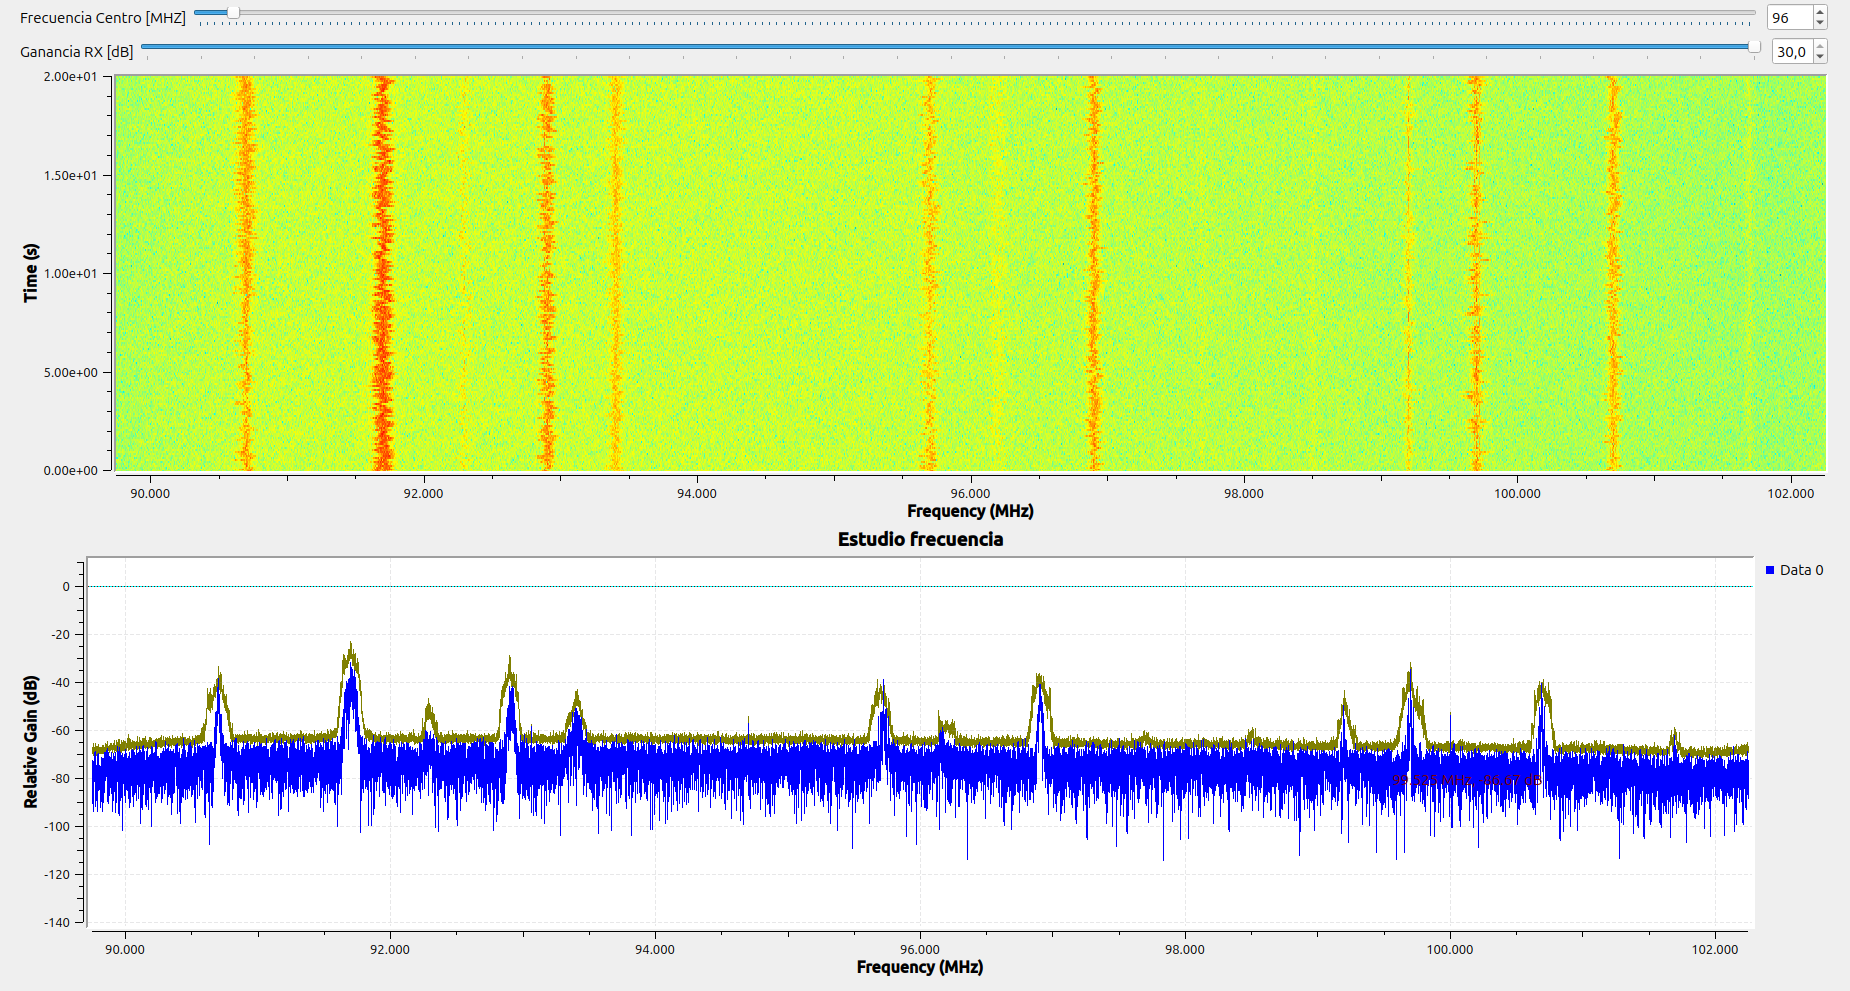 Frecuencia Centro [MHZ] 96
Ganancia RX [dB] 30,0
2.00e+01
1.50e+01
1.00e+01
5.00e+00
0.00e+00
Time (s)
90.000 92.000 94.000 96.000 98.000 100.000 102.000
Frequency (MHz)
Estudio frecuencia
Data 0
0
-20
-40
-60
-80
-100
-120
-140
Relative Gain (dB)
90.000 92.000 94.000 96.000 98.000 100.000 102.000
Frequency (MHz)